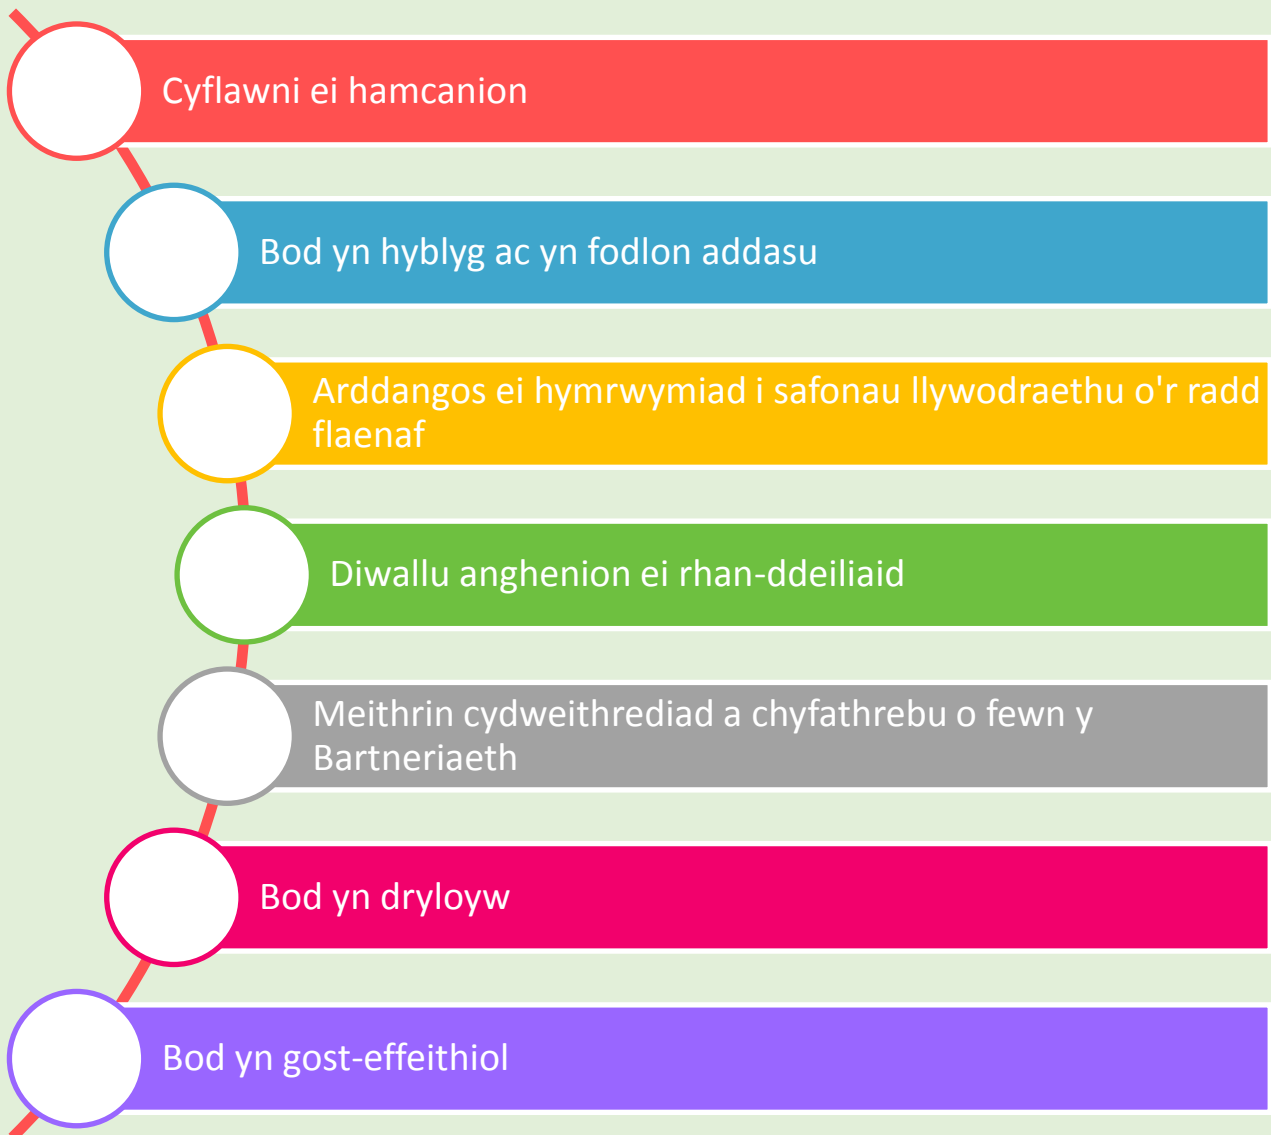 Cyflawni ei hamcanion
Bod yn hyblyg ac yn fodlon addasu
Arddangos ei hymrwymiad i safonau llywodraethu o'r radd
flaenaf
Diwallu anghenion ei rhan-ddeiliaid
Meithrin cydweithrediad a chyfathrebu o fewn y
Bartneriaeth
Bod yn dryloyw
Bod yn gost-effeithiol